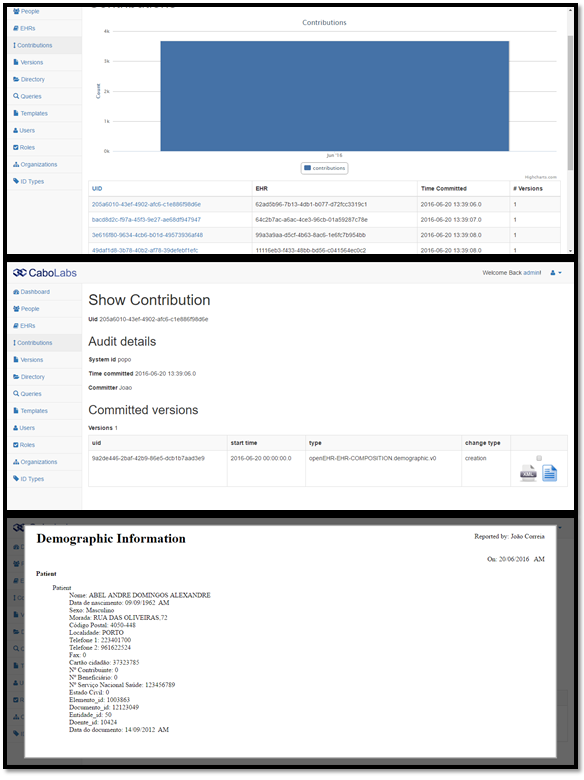 People
EHRs
Contributions
Versions
Directory
Queries
Templates
Users
Roles
Organizations
ID Types
Contributions
4k
3k
2k
1k
0k
Count
Jun '16
contributions
Highcharts.com
UID EHR Time Committed # Versions
205a6010-43ef-4902-afc6-c1e886f98d6e 62ad5b96-7b13-4db1-b077-d72fcc3319c1 2016-06-20 13:39:06.0 1
bacd8d2c-f97a-45f3-9e27-ae68df947947 64c2b7ac-a6ac-4ce3-96cb-01a59287c78e 2016-06-20 13:39:07.0 1
3e616f80-9634-4cb6-b01d-49573936af48 99a3a9aa-d5cf-4b63-8ac6-1e6fc7b954bb 2016-06-20 13:39:08.0 1
49daf1d8-3b78-40b2-af78-39defebf1efc 11116eb3-f433-48bb-bd56-c041564ec0c2 2016-06-20 13:39:09.0 1
CaboLabs
Welcome Back admin!
Dashboard
People
EHRs
Contributions
Versions
Directory
Queries
Templates
Users
Roles
Organizations
ID Types
Show Contribution
Uid 205a6010-43ef-4902-afc6-c1e886f98d6e
Audit details
System id popo
Time committed 2016-06-20 13:39:06.0
Committer Joao
Committed versions
Versions 1
uid start time type change type
9a2de446-2baf-42b9-86e5-dcb1b7aad3e9 2016-06-20 00:00:00.0 openEHR-EHR-COMPOSITION.demographic.v0 creation
XML
Demographic Information
Reported by: João Correia
On: 20/06/2016 AM
Patient
Patient
Nome: ABEL ANDRE DOMINGOS ALEXANDRE
Data de nascimento: 09/09/1962 AM
Sexo: Masculino
Morada: RUA DAS OLIVEIRAS,72
Código Postal: 4050-448
Localidade: PORTO
Telefone 1: 223401700
Telefone 2: 961622524
Fax: 0
Cartão cidadão: 37323785
Nº Contribuinte: 0
Nº Beneficiário: 0
Nº Serviço Nacional Saúde: 123456789
Estado Civil: 0
Elemento_id: 1003863
Documento_id: 12123049
Entidade_id: 50
Doente_id: 10424
Data do documento: 14/09/2012 AM